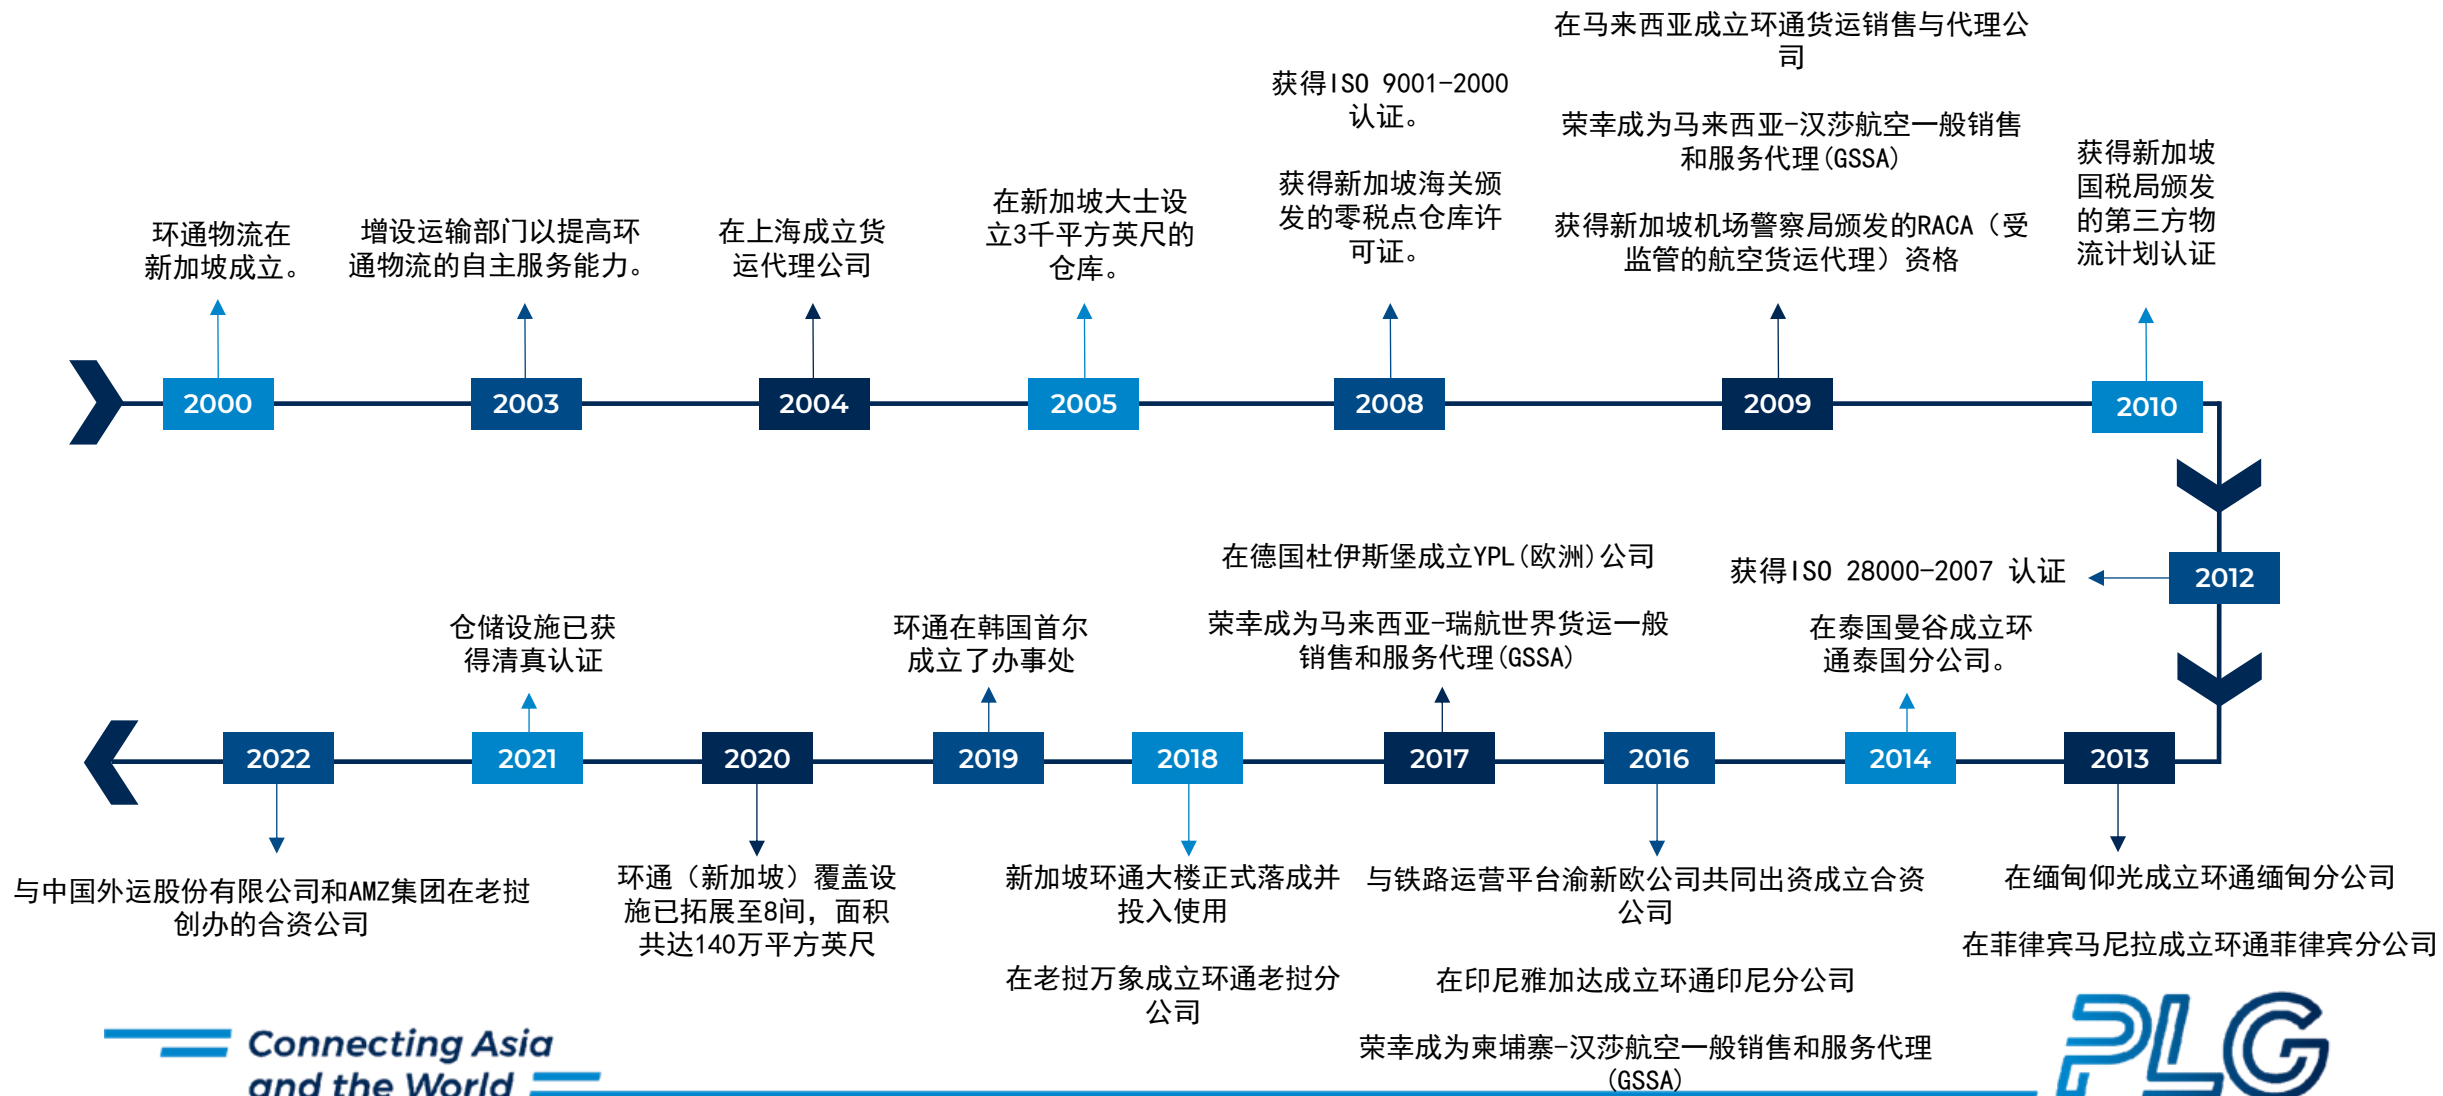 环通物流在
新加坡成立。
2000
增设运输部门以提高环
通物流的自主服务能力。
2003
在上海成立货
运代理公司
2004
在新加坡大士设
立3千平方英尺的
仓库。
2005
获得ISO 9001-2000
认证。
获得新加坡海关颁
发的零税点仓库许
可证。
2008
在马来西亚成立环通货运销售与代理公
司
荣幸成为马来西亚-汉莎航空一般销售
和服务代理(GSSA)
获得新加坡机场警察局颁发的RACA（受
监管的航空货运代理）资格
2009
获得新加坡
国税局颁发
的第三方物
流计划认证
2010
获得ISO 28000-2007 认证
2012
2013
在缅甸仰光成立环通缅甸分公司
在菲律宾马尼拉成立环通菲律宾分公司
在泰国曼谷成立环
通泰国分公司。
2014
2016
与铁路运营平台渝新欧公司共同出资成立合资
公司
在印尼雅加达成立环通印尼分公司
荣幸成为柬埔寨-汉莎航空一般销售和服务代理
(GSSA)
在德国杜伊斯堡成立YPL(欧洲)公司
荣幸成为马来西亚-瑞航世界货运一般
销售和服务代理(GSSA)
2017
2018
新加坡环通大楼正式落成并
投入使用
在老挝万象成立环通老挝分
公司
环通在韩国首尔
成立了办事处
2019
2020
环通（新加坡）覆盖设
施已拓展至8间，面积
共达140万平方英尺
仓储设施已获
得清真认证
2021
2022
与中国外运股份有限公司和AMZ集团在老挝
创办的合资公司
Connecting Asia
and the World
PLG